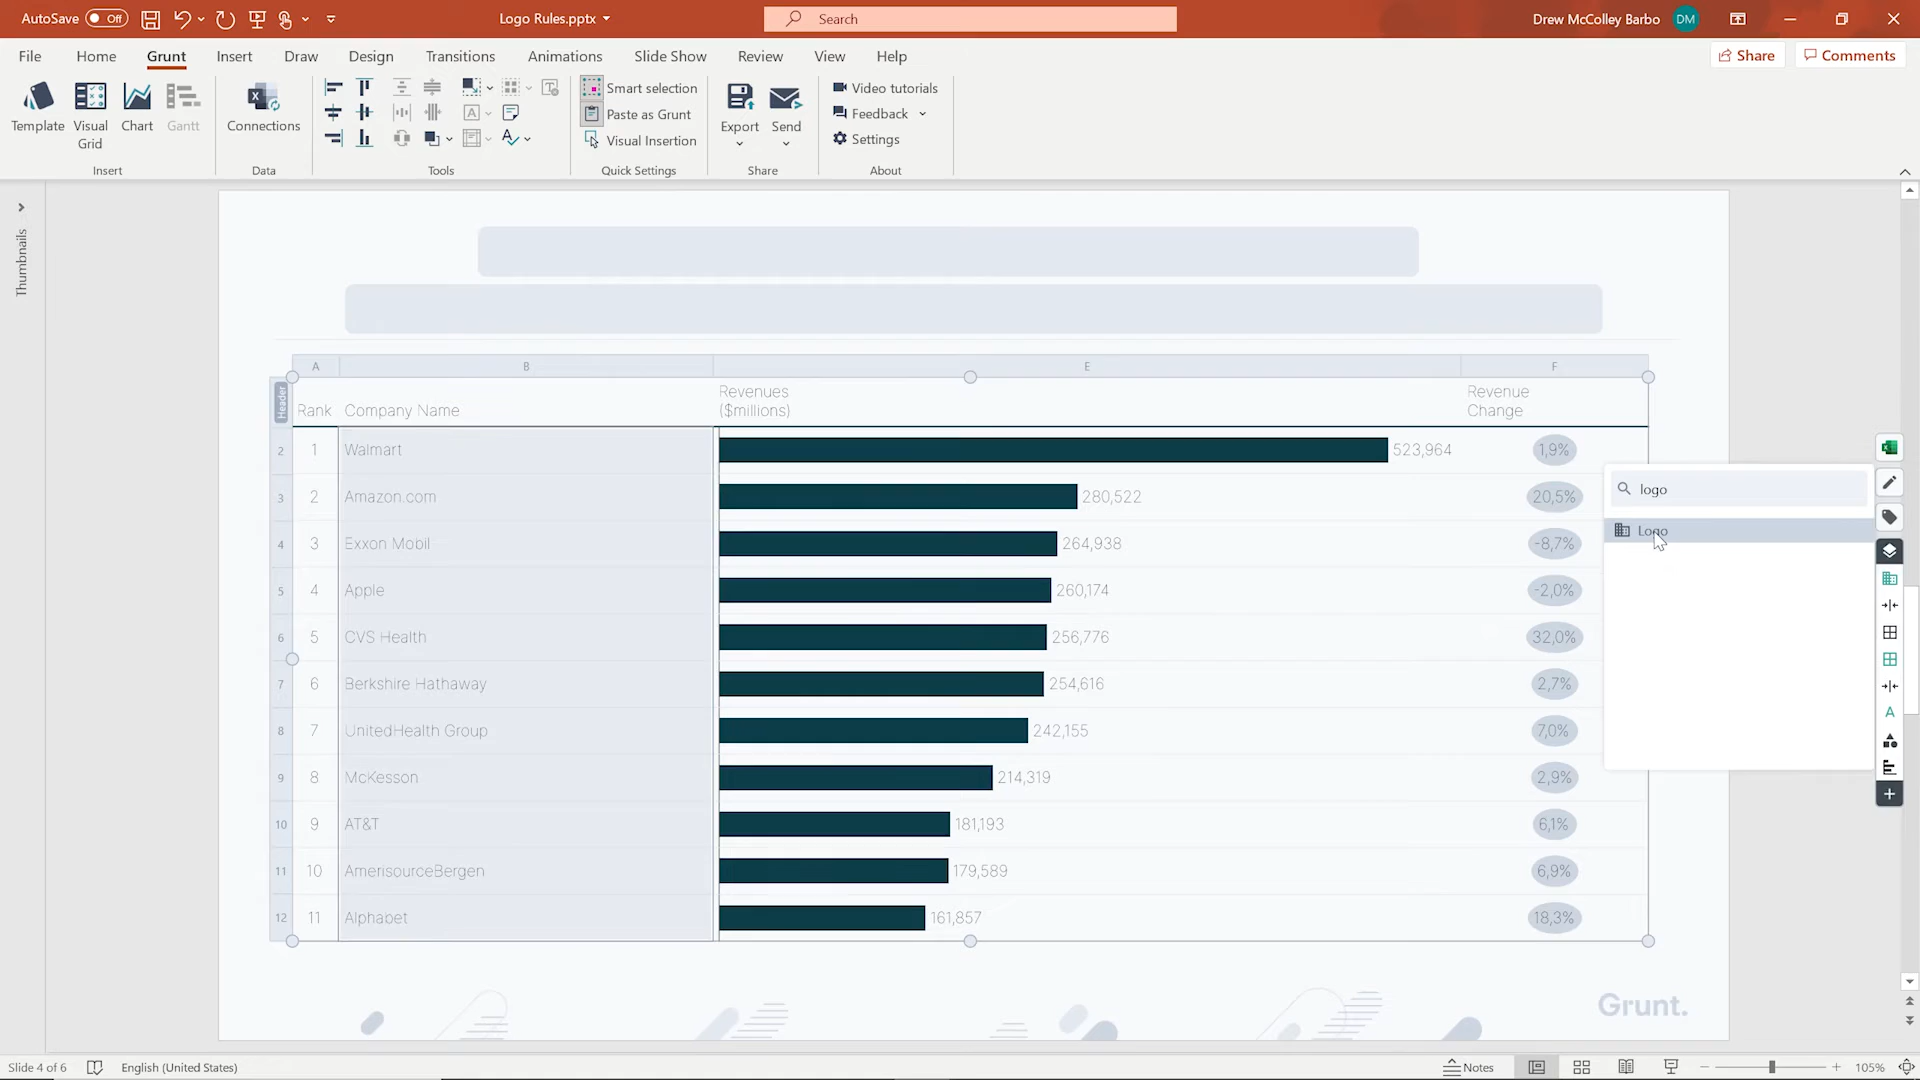 AutoSave Off
Logo Rules.pptx
Search
Drew McColley Barbo DM
File Home Grunt Insert Draw Design Transitions Animations Slide Show Review View Help
Share Comments
Template
Visual
Grid
Chart
Gantt
Insert
Connections
Data
Tools
Smart selection
Paste as Grunt
Visual Insertion
Quick Settings
Export
Send
Share
Video tutorials
Feedback
Settings
About
Thumbnails
A B E F
Header
Rank
Company Name
Revenues
($millions)
Revenue
Change
2 1 Walmart 523,964 1,9%
3 2 Amazon.com 280,522 20,5%
4 3 Exxon Mobil 264,938 -8,7%
5 4 Apple 260,174 -2,0%
6 5 CVS Health 256,776 32,0%
7 6 Berkshire Hathaway 254,616 2,7%
8 7 UnitedHealth Group 242,155 7,0%
9 8 McKesson 214,319 2,9%
10 9 AT&T 181,193 6,1%
11 10 AmerisourceBergen 179,589 6,9%
12 11 Alphabet 161,857 18,3%
logo
Logo
A
Grunt.
Slide 4 of 6
English (United States)
Notes
105%